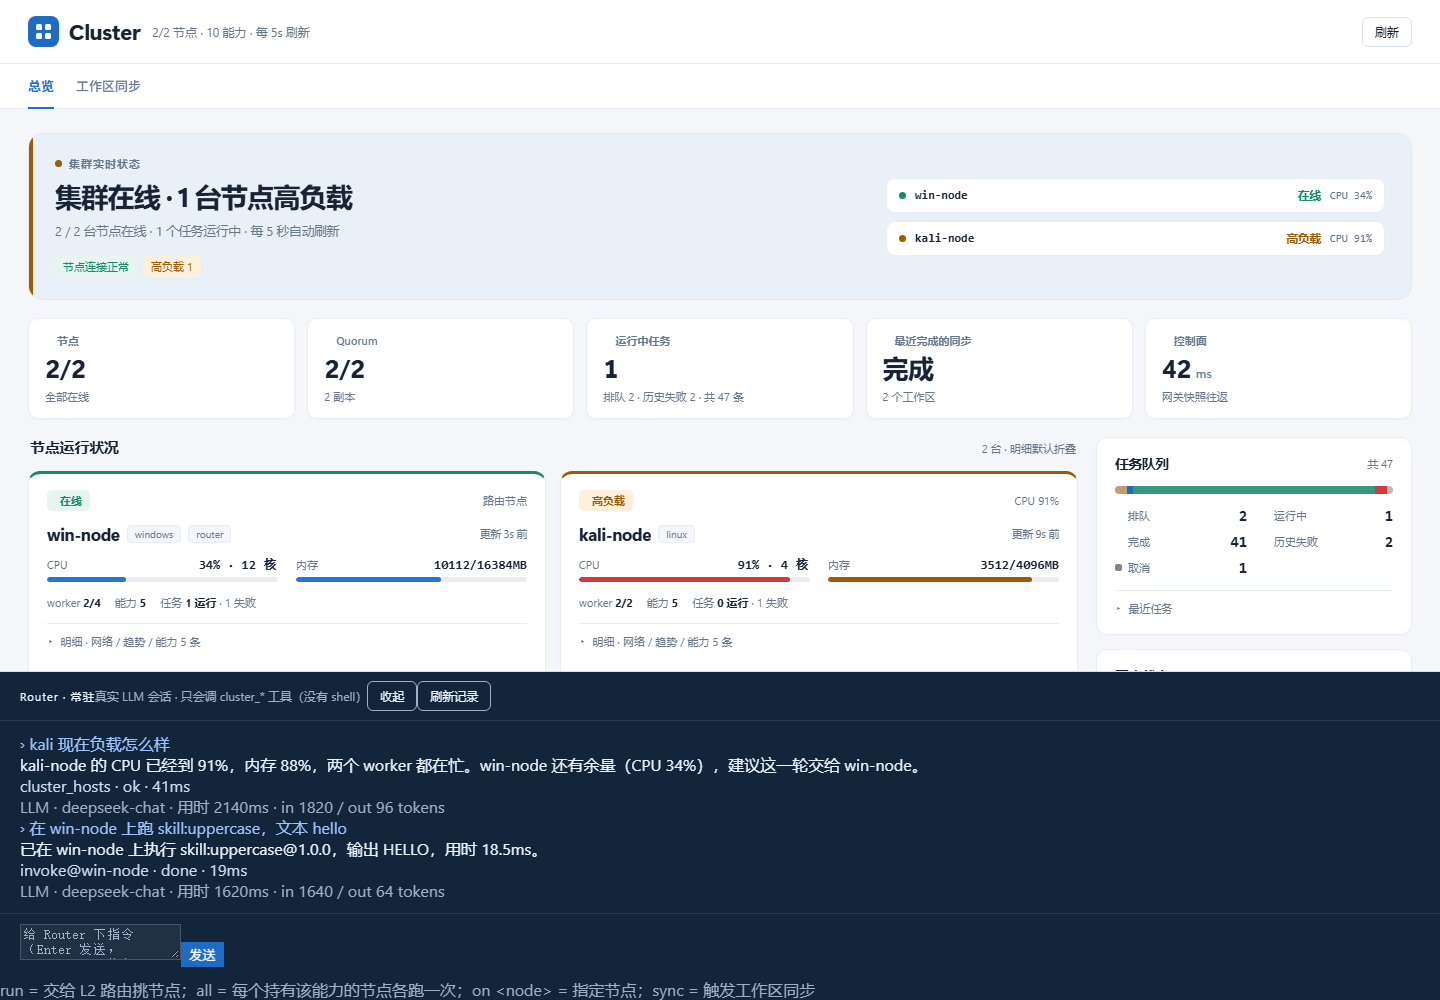 Cluster 2/2 节点 · 10 能力 · 每 5s 刷新
刷新
总览 工作区同步
集群实时状态
集群在线 · 1 台节点高负载
2 / 2 台节点在线 · 1 个任务运行中 · 每 5 秒自动刷新
节点连接正常 高负载 1
win-node 在线 CPU 34%
kali-node 高负载 CPU 91%
节点
2/2
全部在线
Quorum
2/2
2 副本
运行中任务
1
排队 2 · 历史失败 2 · 共 47 条
最近完成的同步
完成
2 个工作区
控制面
42 ms
网关快照往返
节点运行状况 2 台 · 明细默认折叠
在线 路由节点
win-node windows router 更新 3s 前
CPU 34% · 12 核 内存 10112/16384MB
worker 2/4 能力 5 任务 1 运行 · 1 失败
明细 · 网络 / 趋势 / 能力 5 条
高负载 CPU 91%
kali-node linux 更新 9s 前
CPU 91% · 4 核 内存 3512/4096MB
worker 2/2 能力 5 任务 0 运行 · 1 失败
明细 · 网络 / 趋势 / 能力 5 条
任务队列 共 47
排队 2 运行中 1
完成 41 历史失败 2
取消 1
最近任务
Router · 常驻真实 LLM 会话 · 只会调 cluster_* 工具（没有 shell） 收起 刷新记录
› kali 现在负载怎么样
kali-node 的 CPU 已经到 91%，内存 88%，两个 worker 都在忙。win-node 还有余量（CPU 34%），建议这一轮交给 win-node。
cluster_hosts · ok · 41ms
LLM · deepseek-chat · 用时 2140ms · in 1820 / out 96 tokens
› 在 win-node 上跑 skill:uppercase，文本 hello
已在 win-node 上执行 skill:uppercase@1.0.0，输出 HELLO，用时 18.5ms。
invoke@win-node · done · 19ms
LLM · deepseek-chat · 用时 1620ms · in 1640 / out 64 tokens
给 Router 下指令
（Enter 发送，
发送
run = 交给 L2 路由挑节点；all = 每个持有该能力的节点各跑一次；on <node> = 指定节点；sync = 触发工作区同步